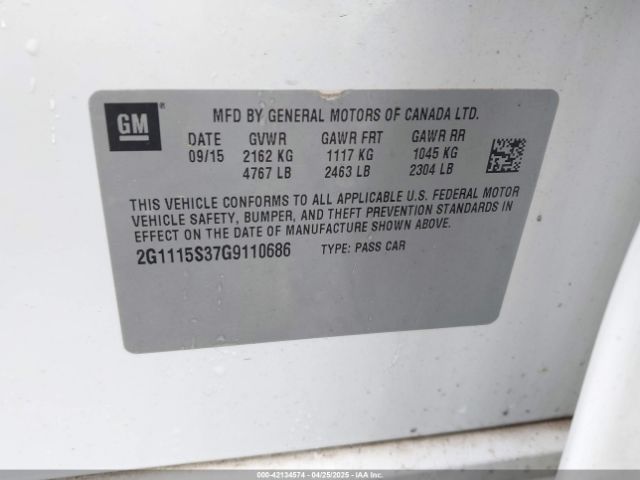 GM®
MFD BY GENERAL MOTORS OF CANADA LTD.
DATE GVWR GAWR FRT GAWR RR
09/15 2162 KG 1117 KG 1045 KG
4767 LB 2463 LB 2304 LB
THIS VEHICLE CONFORMS TO ALL APPLICABLE U.S. FEDERAL MOTOR
VEHICLE SAFETY, BUMPER, AND THEFT PREVENTION STANDARDS IN
EFFECT ON THE DATE OF MANUFACTURE SHOWN ABOVE.
2G1115S37G9110686 TYPE: PASS CAR
000-42134574 | 04/25/2025 - IAAI.COM